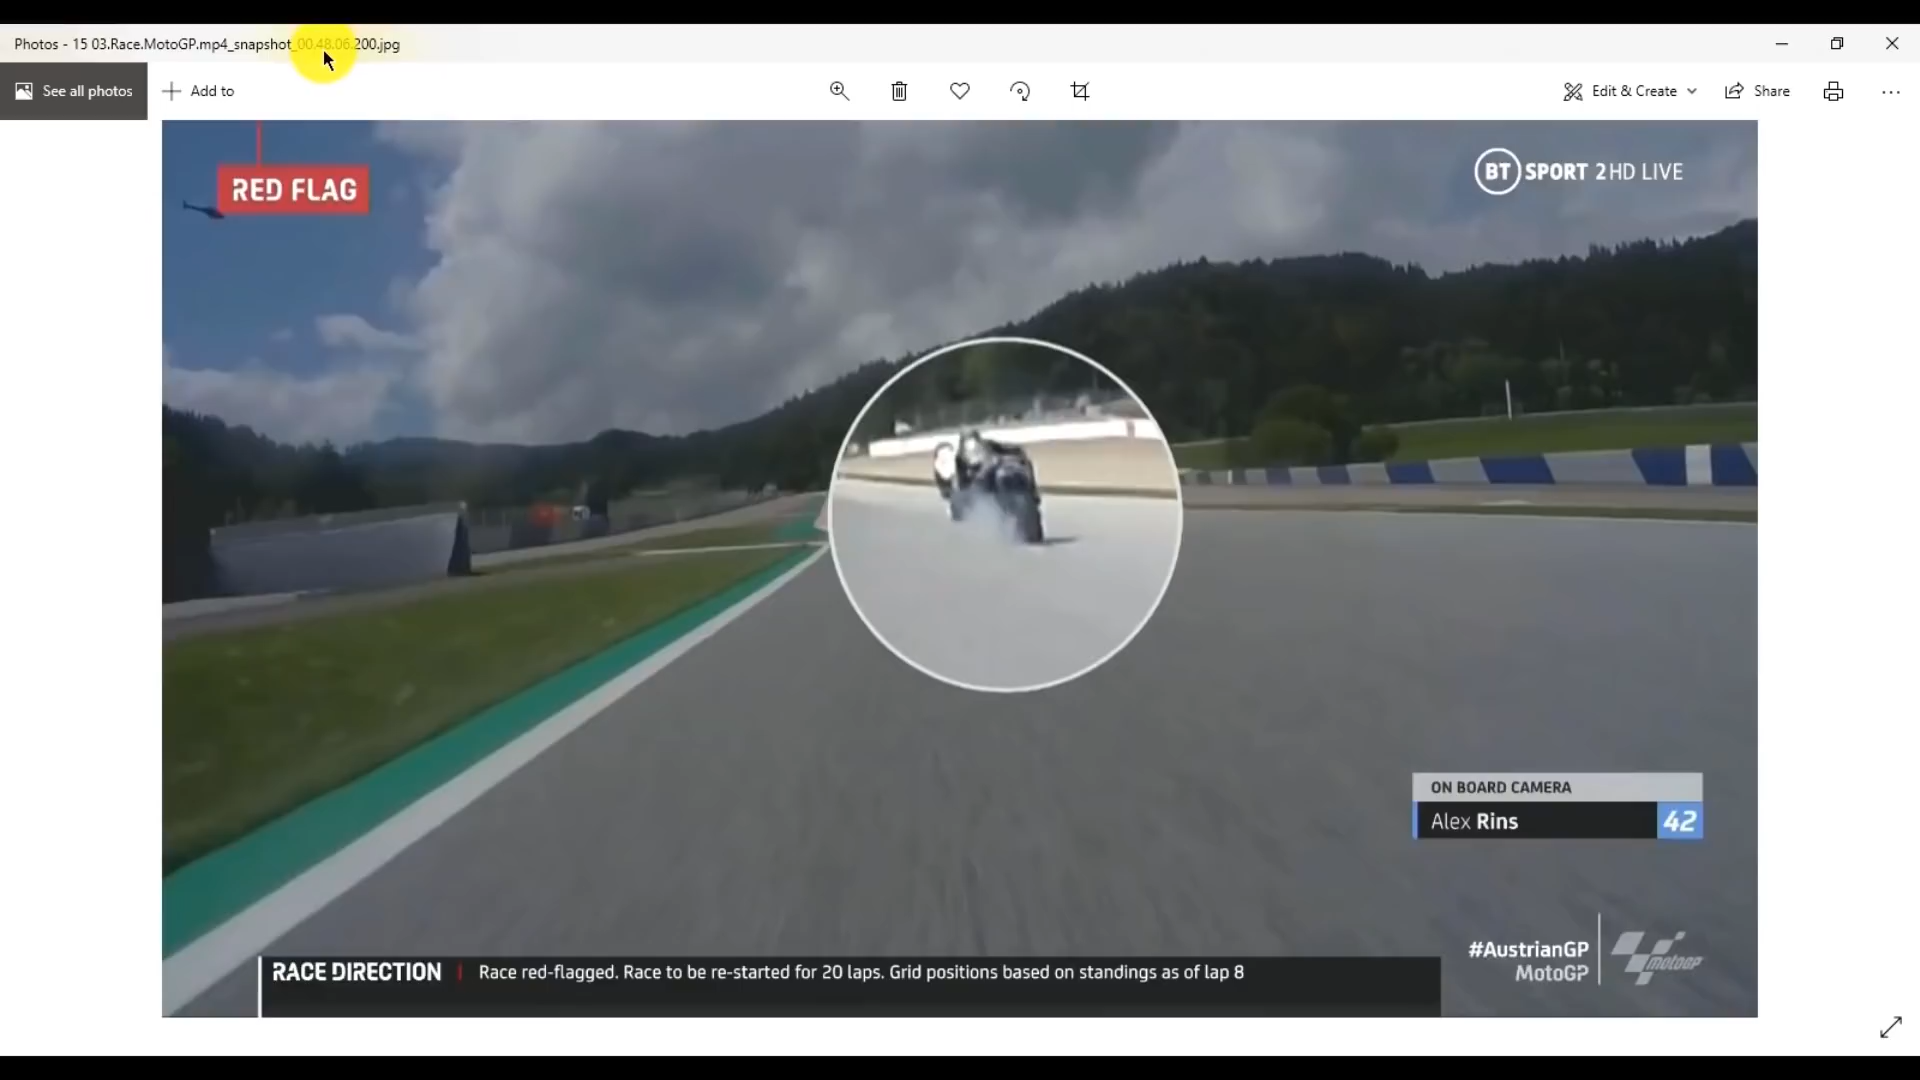 Photos - 15 03.Race.MotoGP.mp4_snapshot_00.48.06.200.jpg
See all photos
Add to
Edit & Create
Share
RED FLAG
BT SPORT 2HD LIVE
ON BOARD CAMERA
Alex Rins 42
#AustrianGP
MotoGP
MotoGP
RACE DIRECTION Race red-flagged. Race to be re-started for 20 laps. Grid positions based on standings as of lap 8